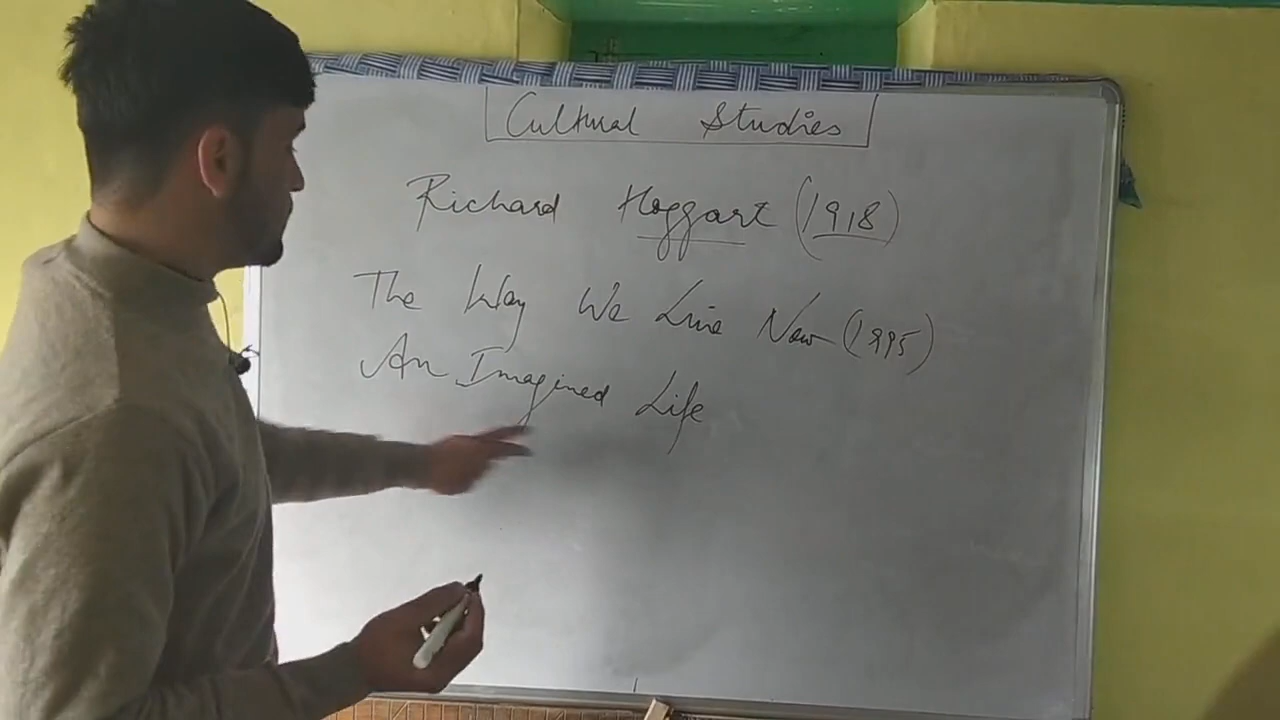 Cultural Studies
Richard Hoggart (1918)
The Way We Live Now (1995)
An Imagined Life